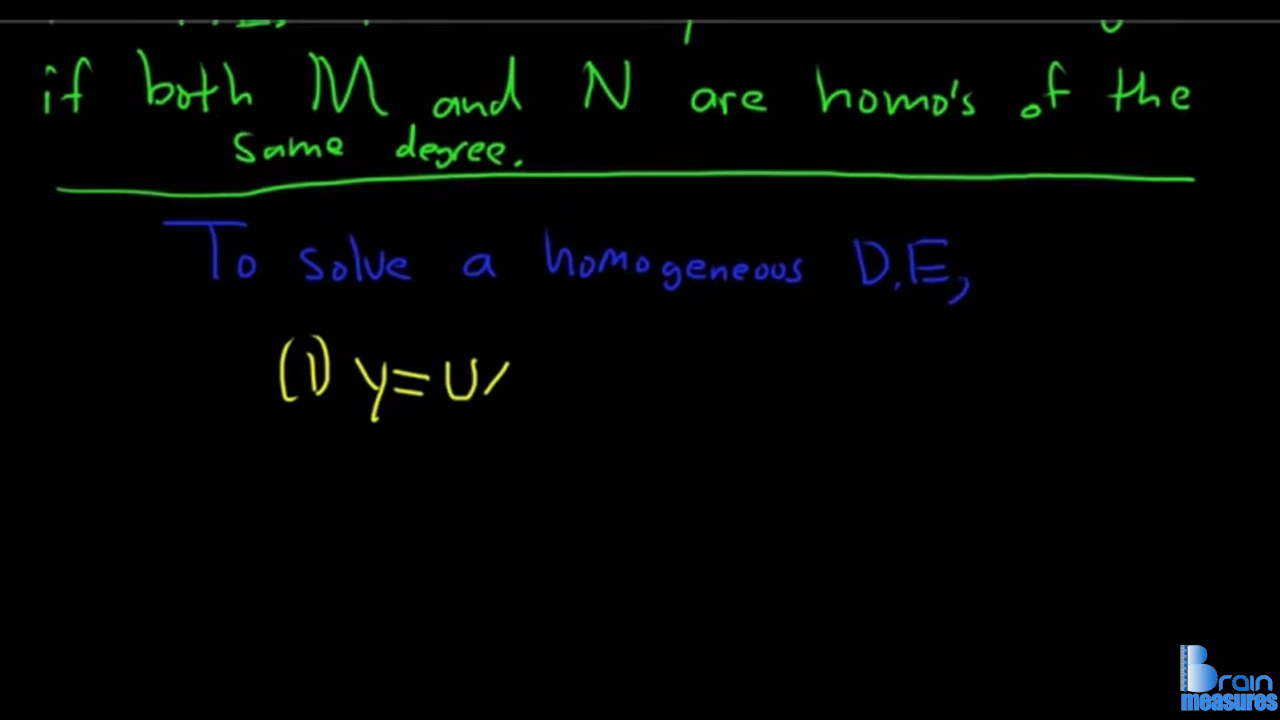 if both M and N are homo's of the
same degree.
To solve a homogeneous D.E,
(1) y=U
Brain
measures